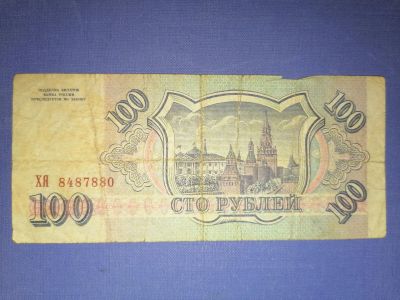 ПОДДЕЛКА БИЛЕТОВ
БАНКА РОССИИ
ПРЕСЛЕДУЕТСЯ ПО ЗАКОНУ
100
100
ХЯ 8487880
100
СТО РУБЛЕЙ
100